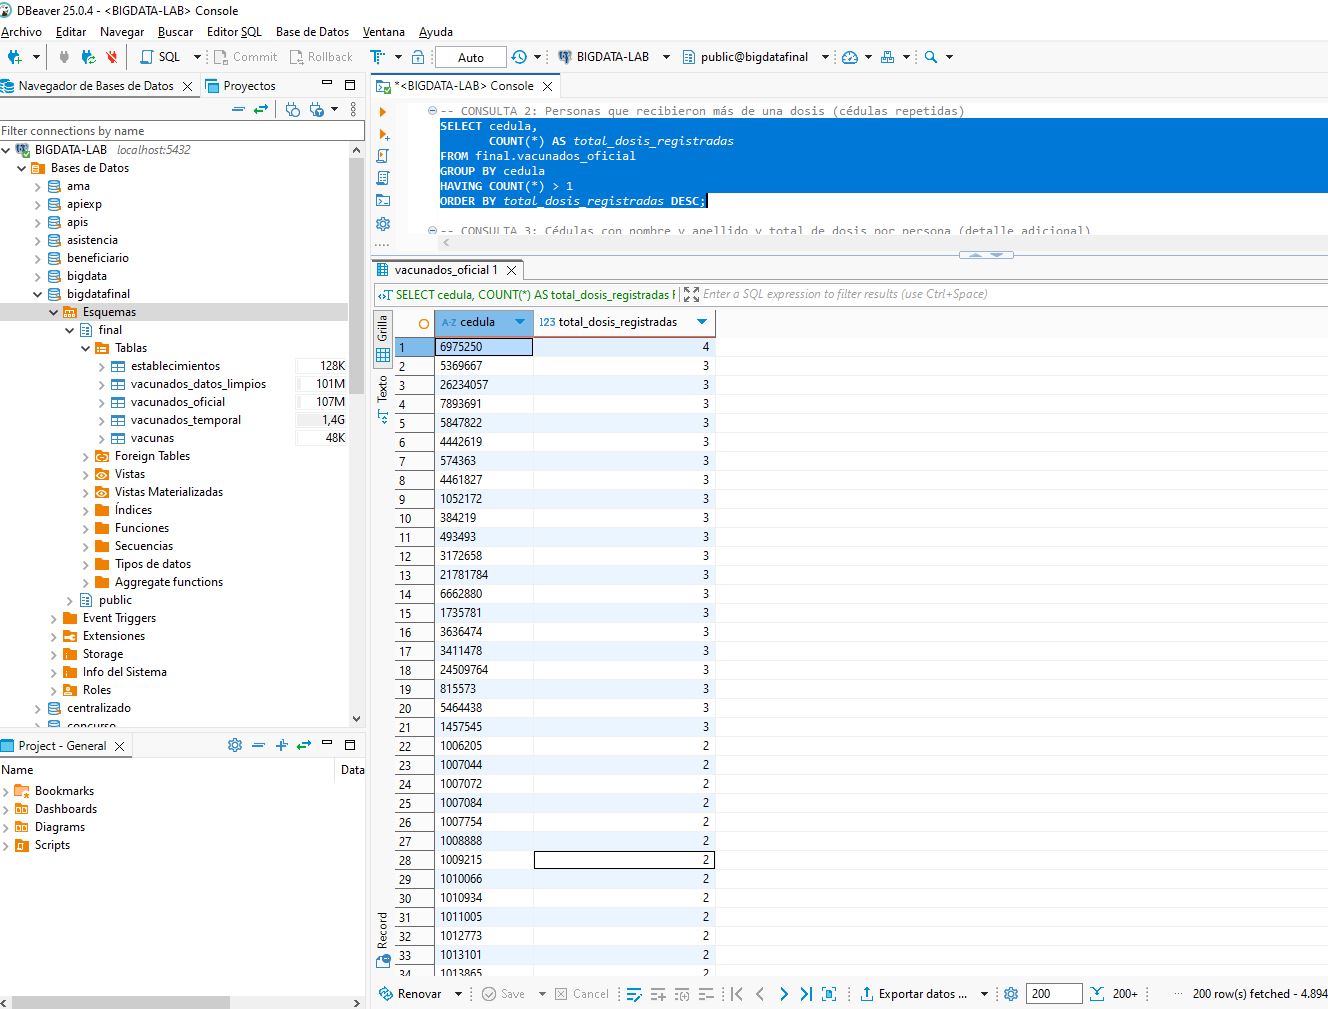 DBeaver 25.0.4 - <BIGDATA-LAB> Console
Archivo Editar Navegar Buscar Editor SQL Base de Datos Ventana Ayuda
SQL Commit Rollback Auto BIGDATA-LAB public@bigdatafinal
Navegador de Bases de Datos Proyectos
Filter connections by name
BIGDATA-LAB localhost:5432
Bases de Datos
ama
apiexp
apis
asistencia
beneficiario
bigdata
bigdatafinal
Esquemas
final
Tablas
establecimientos 128K
vacunados_datos_limpios 101M
vacunados_oficial 107M
vacunados_temporal 1,4G
vacunas 48K
Foreign Tables
Vistas
Vistas Materializadas
Índices
Funciones
Secuencias
Tipos de datos
Aggregate functions
public
Event Triggers
Extensiones
Storage
Info del Sistema
Roles
centralizado
concurso
Project - General
Name Data
Bookmarks
Dashboards
Diagrams
Scripts
*<BIGDATA-LAB> Console
-- CONSULTA 2: Personas que recibieron más de una dosis (cédulas repetidas)
SELECT cedula,
COUNT(*) AS total_dosis_registradas
FROM final.vacunados_oficial
GROUP BY cedula
HAVING COUNT(*) > 1
ORDER BY total_dosis_registradas DESC;
-- CONSULTA 3: Cédulas con nombre y apellido y total de dosis por persona (detalle adicional)
vacunados_oficial 1
SELECT cedula, COUNT(*) AS total_dosis_registradas F Enter a SQL expression to filter results (use Ctrl+Space)
Grilla
Texto
Record
A-Z cedula 123 total_dosis_registradas
1 6975250 4
2 5369667 3
3 26234057 3
4 7893691 3
5 5847822 3
6 4442619 3
7 574363 3
8 4461827 3
9 1052172 3
10 384219 3
11 493493 3
12 3172658 3
13 21781784 3
14 6662880 3
15 1735781 3
16 3636474 3
17 3411478 3
18 24509764 3
19 815573 3
20 5464438 3
21 1457545 3
22 1006205 2
23 1007044 2
24 1007072 2
25 1007084 2
26 1007754 2
27 1008888 2
28 1009215 2
29 1010066 2
30 1010934 2
31 1011005 2
32 1012773 2
33 1013101 2
34 1013865 2
Renovar Save Cancel Exportar datos ... 200 200+ ... 200 row(s) fetched - 4.894